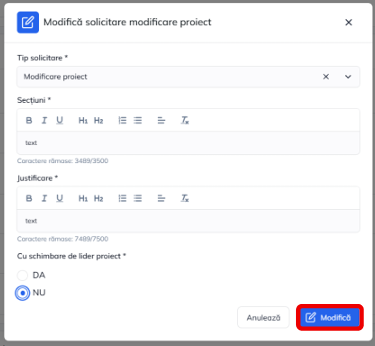 Modifică solicitare modificare proiect
Tip solicitare *
Modificare proiect
Secțiuni *
B I U H1 H2
text
Caractere rămase: 3489/3500
Justificare *
B I U H1 H2
text
Caractere rămase: 7489/7500
Cu schimbare de lider proiect *
DA
NU
Anulează Modifică